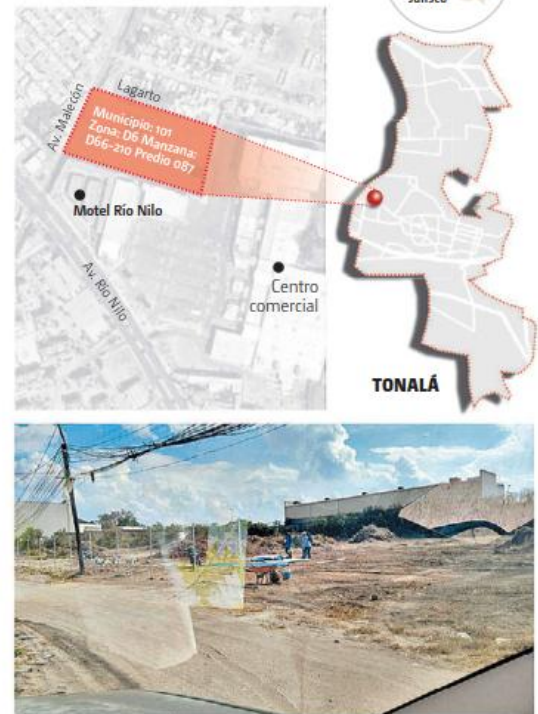 Jalisco
Lagarto
Av. Malecón
Municipio: 101
Zona: D6 Manzana:
D66-210 Predio 087
Motel Río Nilo
Av. Río Nilo
Centro
comercial
TONALÁ